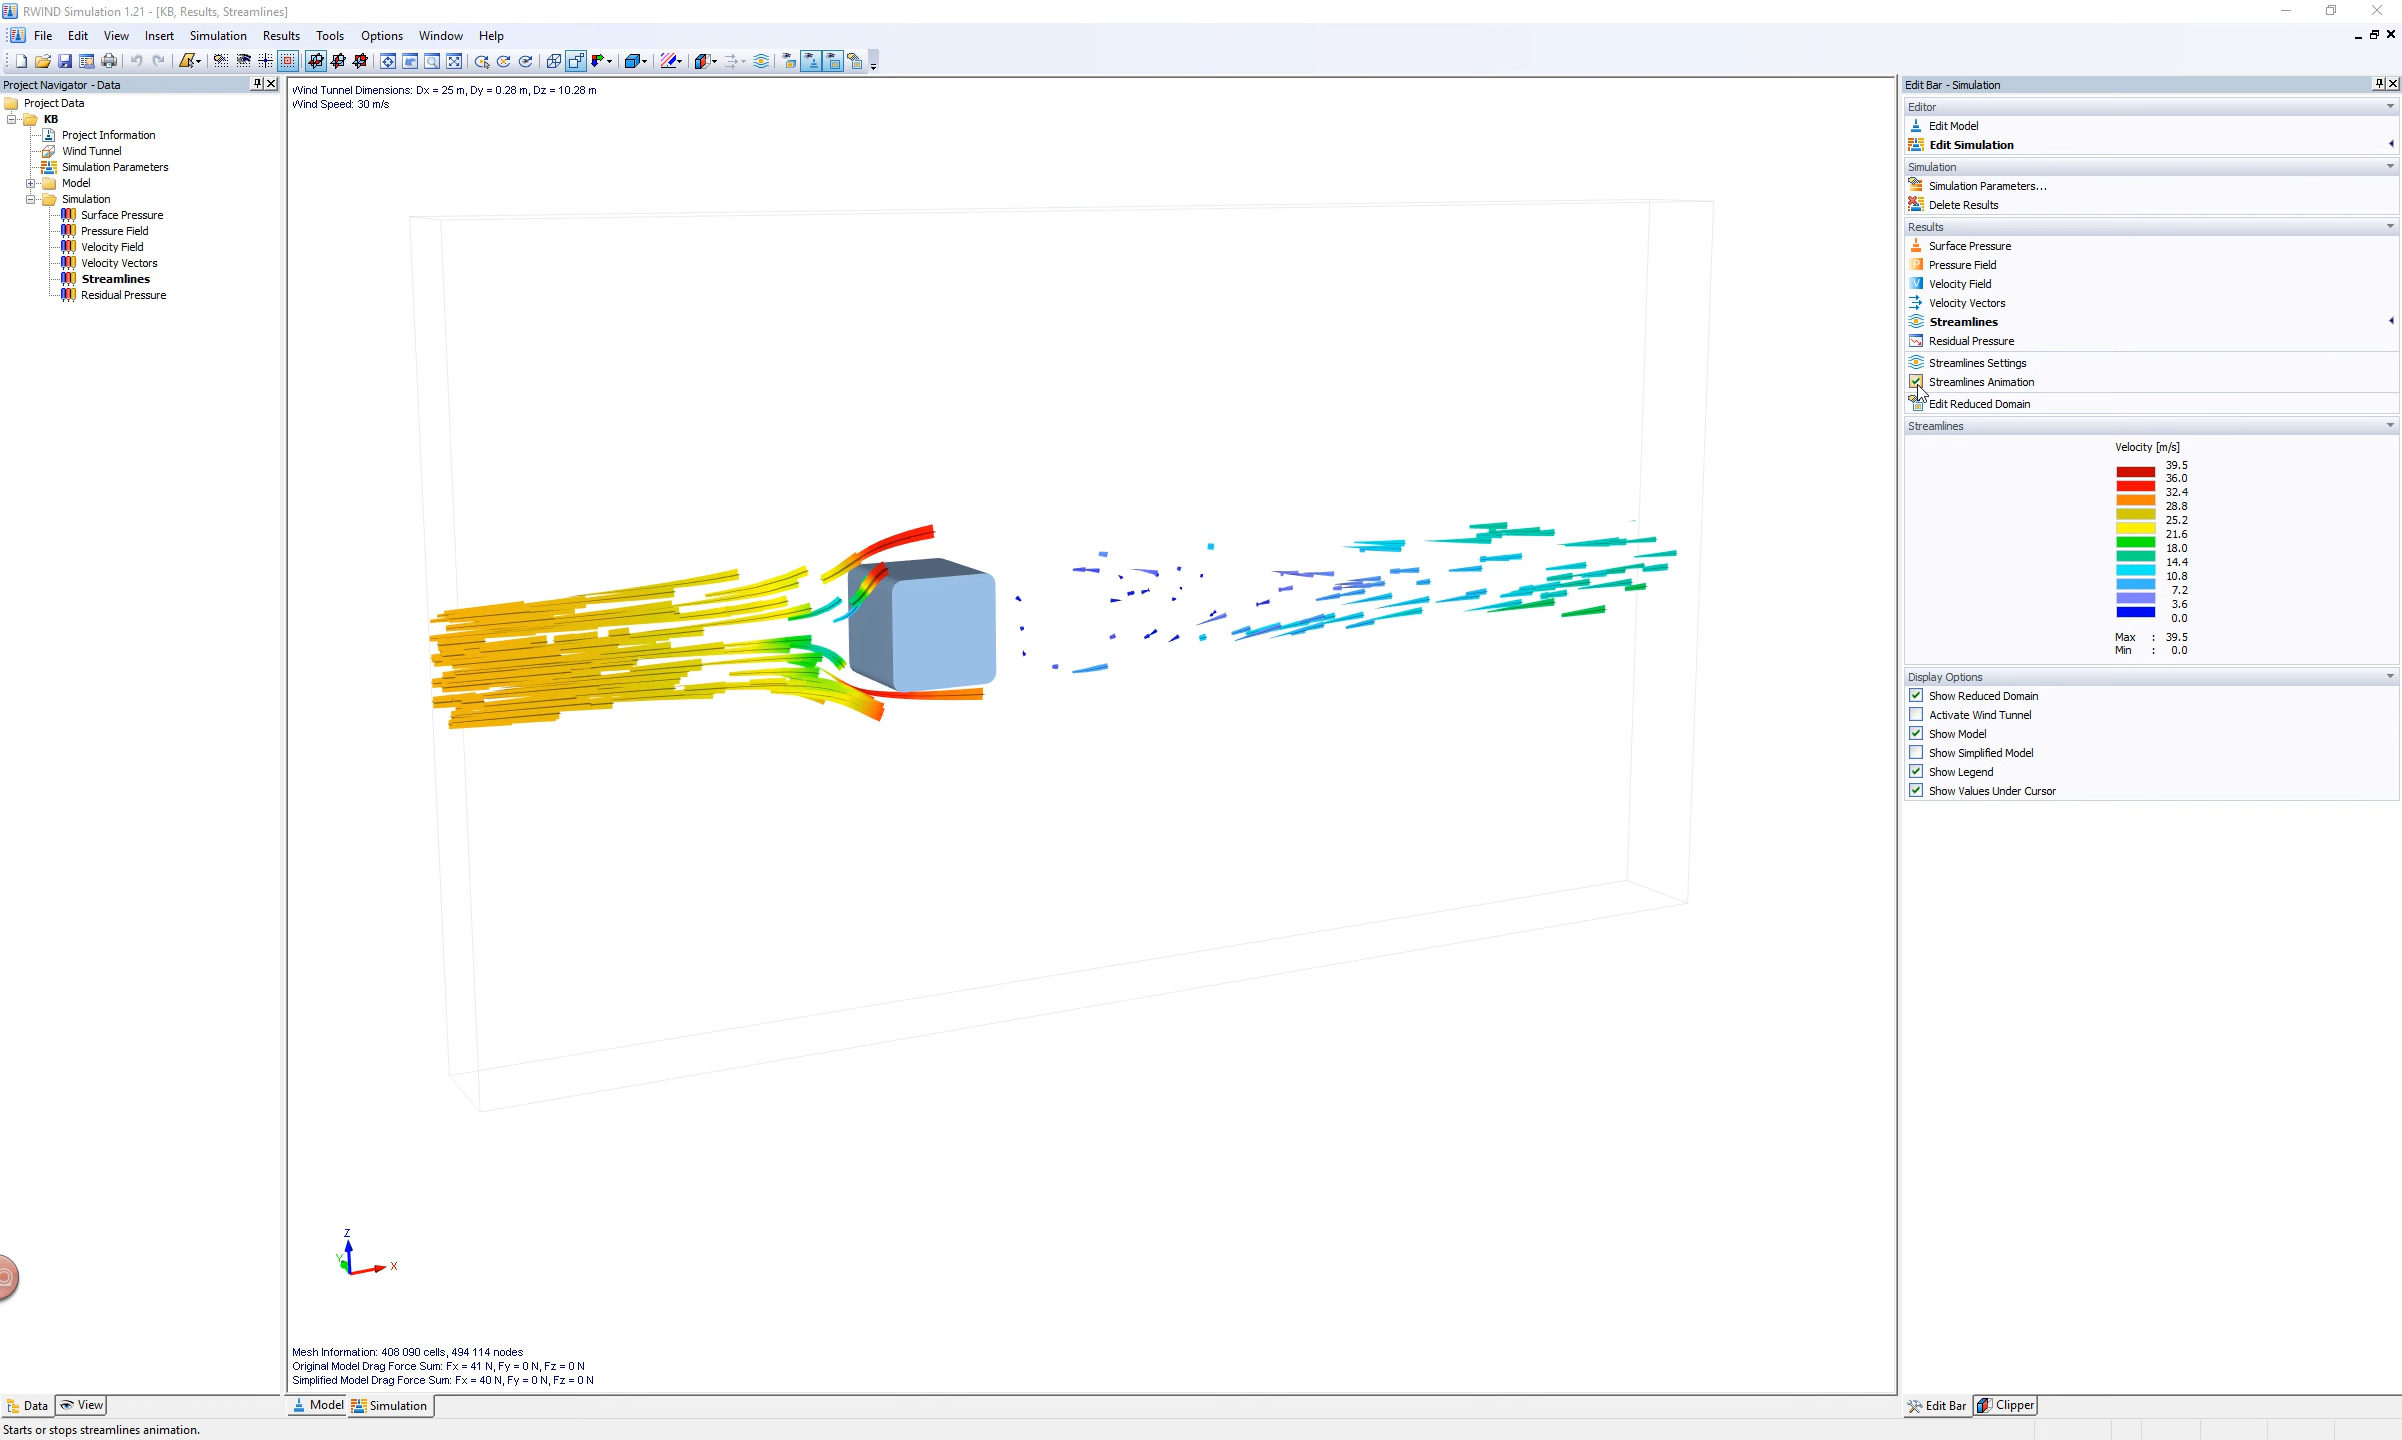 RWIND Simulation 1.21 - [KB, Results, Streamlines]
File Edit View Insert Simulation Results Tools Options Window Help
Project Navigator - Data
Project Data
KB
Project Information
Wind Tunnel
Simulation Parameters
Model
Simulation
Surface Pressure
Pressure Field
Velocity Field
Velocity Vectors
Streamlines
Residual Pressure
Data View
Wind Tunnel Dimensions: Dx = 25 m, Dy = 0.28 m, Dz = 10.28 m
Wind Speed: 30 m/s
Z
Y
X
Mesh Information: 408 090 cells, 494 114 nodes
Original Model Drag Force Sum: Fx = 41 N, Fy = 0 N, Fz = 0 N
Simplified Model Drag Force Sum: Fx = 40 N, Fy = 0 N, Fz = 0 N
Model Simulation
Edit Bar - Simulation
Editor
Edit Model
Edit Simulation
Simulation
Simulation Parameters...
Delete Results
Results
Surface Pressure
P Pressure Field
V Velocity Field
Velocity Vectors
Streamlines
Residual Pressure
Streamlines Settings
Streamlines Animation
Edit Reduced Domain
Streamlines
Velocity [m/s]
39.5
36.0
32.4
28.8
25.2
21.6
18.0
14.4
10.8
7.2
3.6
0.0
Max : 39.5
Min : 0.0
Display Options
Show Reduced Domain
Activate Wind Tunnel
Show Model
Show Simplified Model
Show Legend
Show Values Under Cursor
Edit Bar Clipper
Starts or stops streamlines animation.